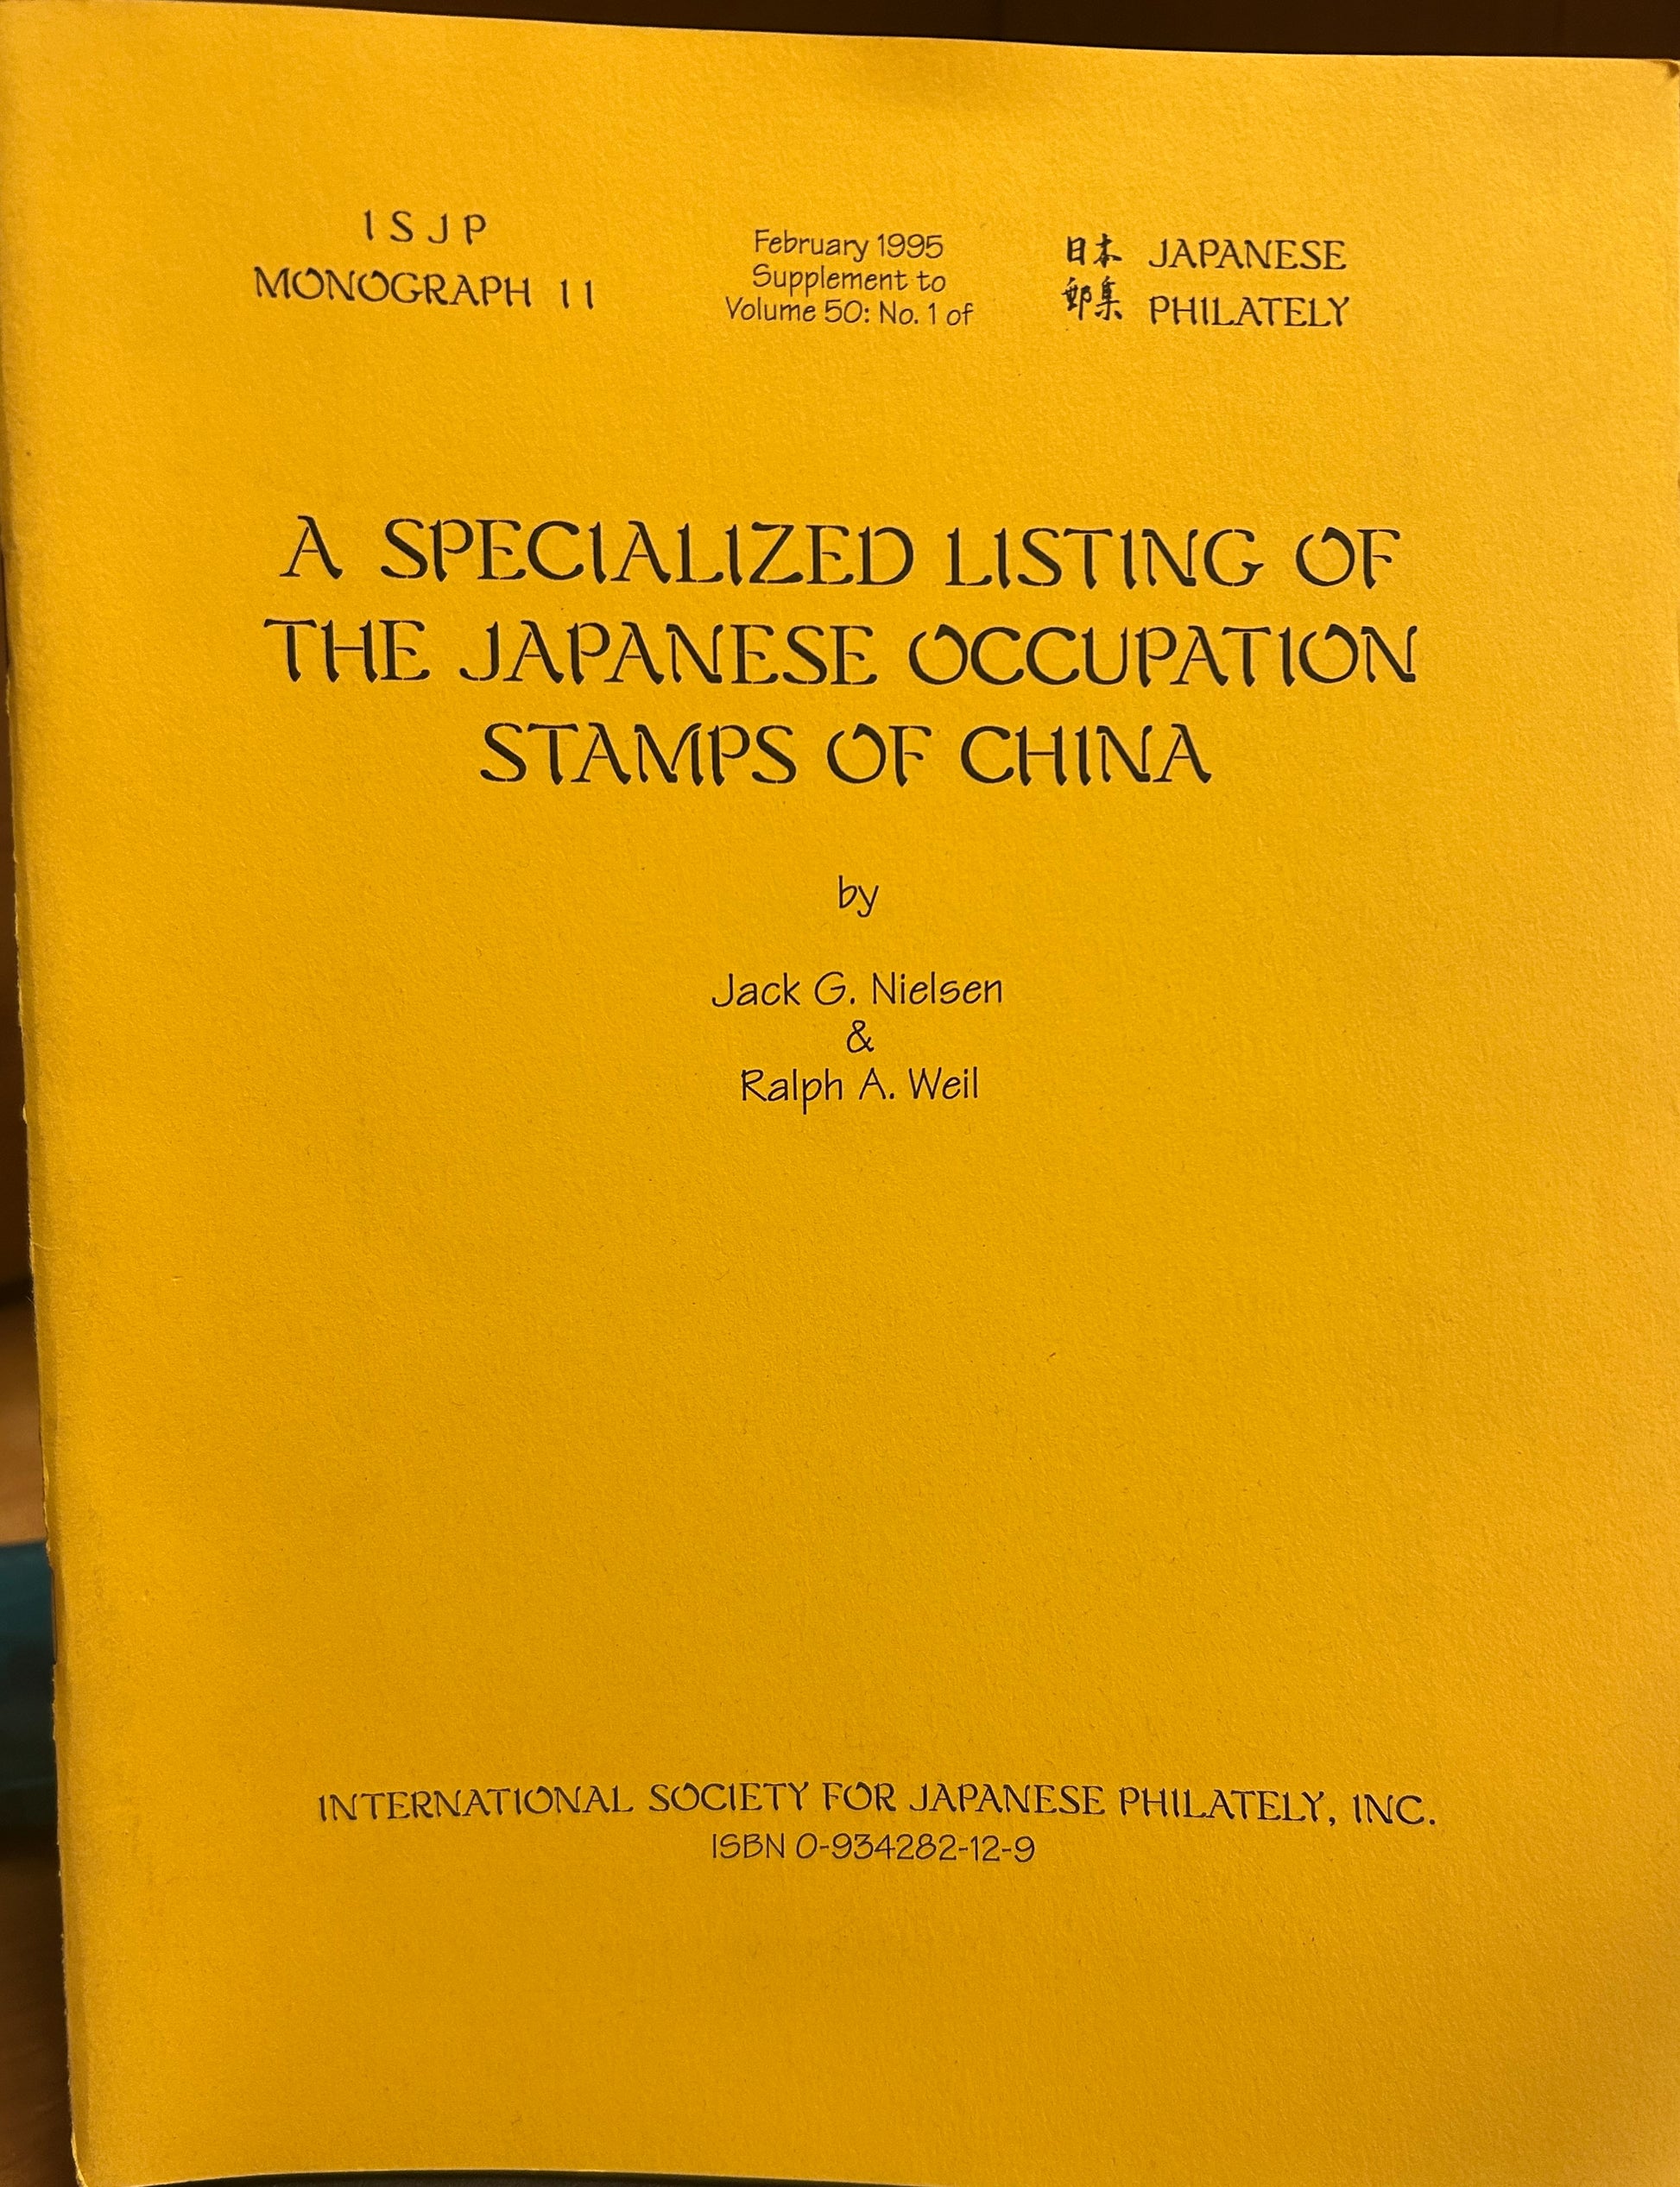 ISJP
MONOGRAPH 11
February 1995
Supplement to
Volume 50: No. 1 of
日本 JAPANESE
郵集 PHILATELY
A SPECIALIZED LISTING OF
THE JAPANESE OCCUPATION
STAMPS OF CHINA
by
Jack G. Nielsen
&
Ralph A. Weil
INTERNATIONAL SOCIETY FOR JAPANESE PHILATELY, INC.
ISBN 0-934282-12-9